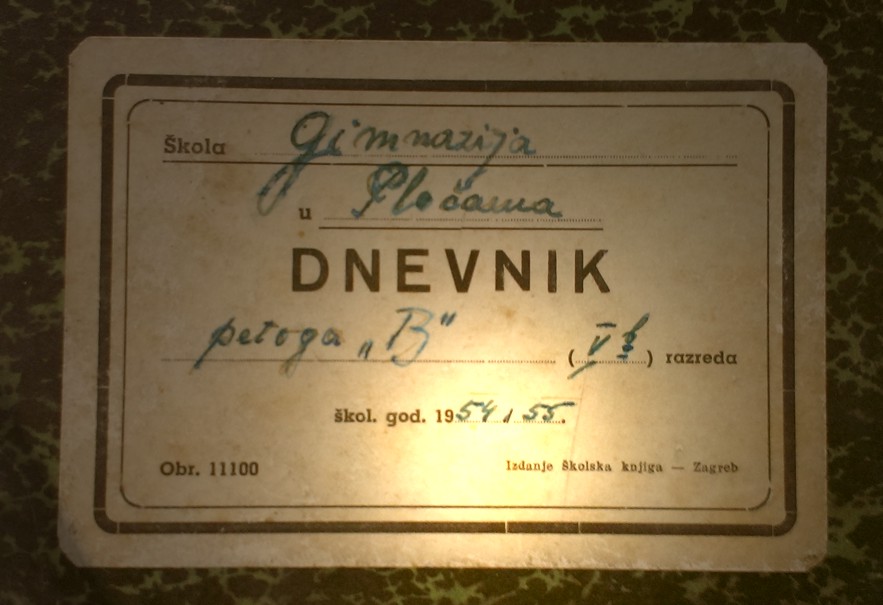 Škola Gimnazija
u Pločama
DNEVNIK
petoga „B" (V b) razreda
škol. god. 1954 / 55.
Obr. 11100 Izdanje Školska knjiga — Zagreb